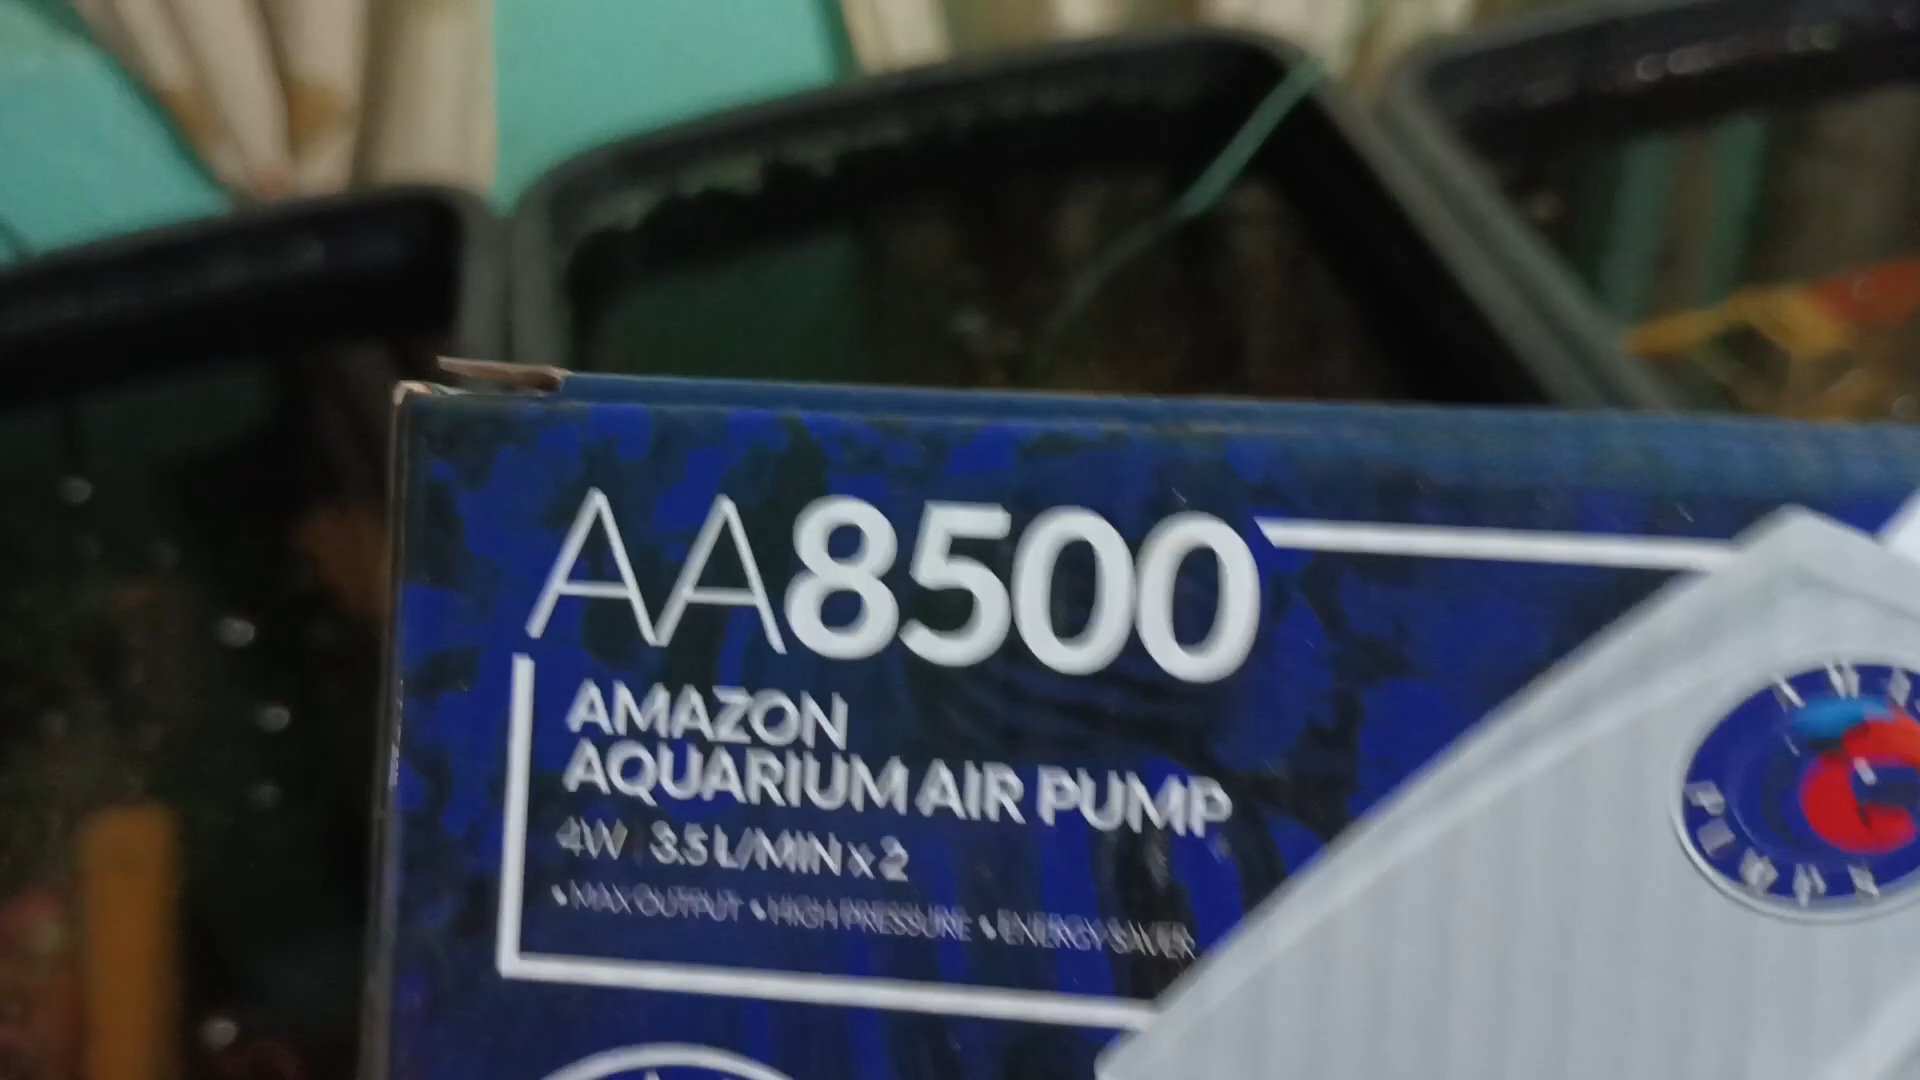 AA8500
AMAZON
AQUARIUM AIR PUMP
4W 3.5 L/MIN x 2
• MAX OUTPUT • HIGH PRESSURE • ENERGY SAVER